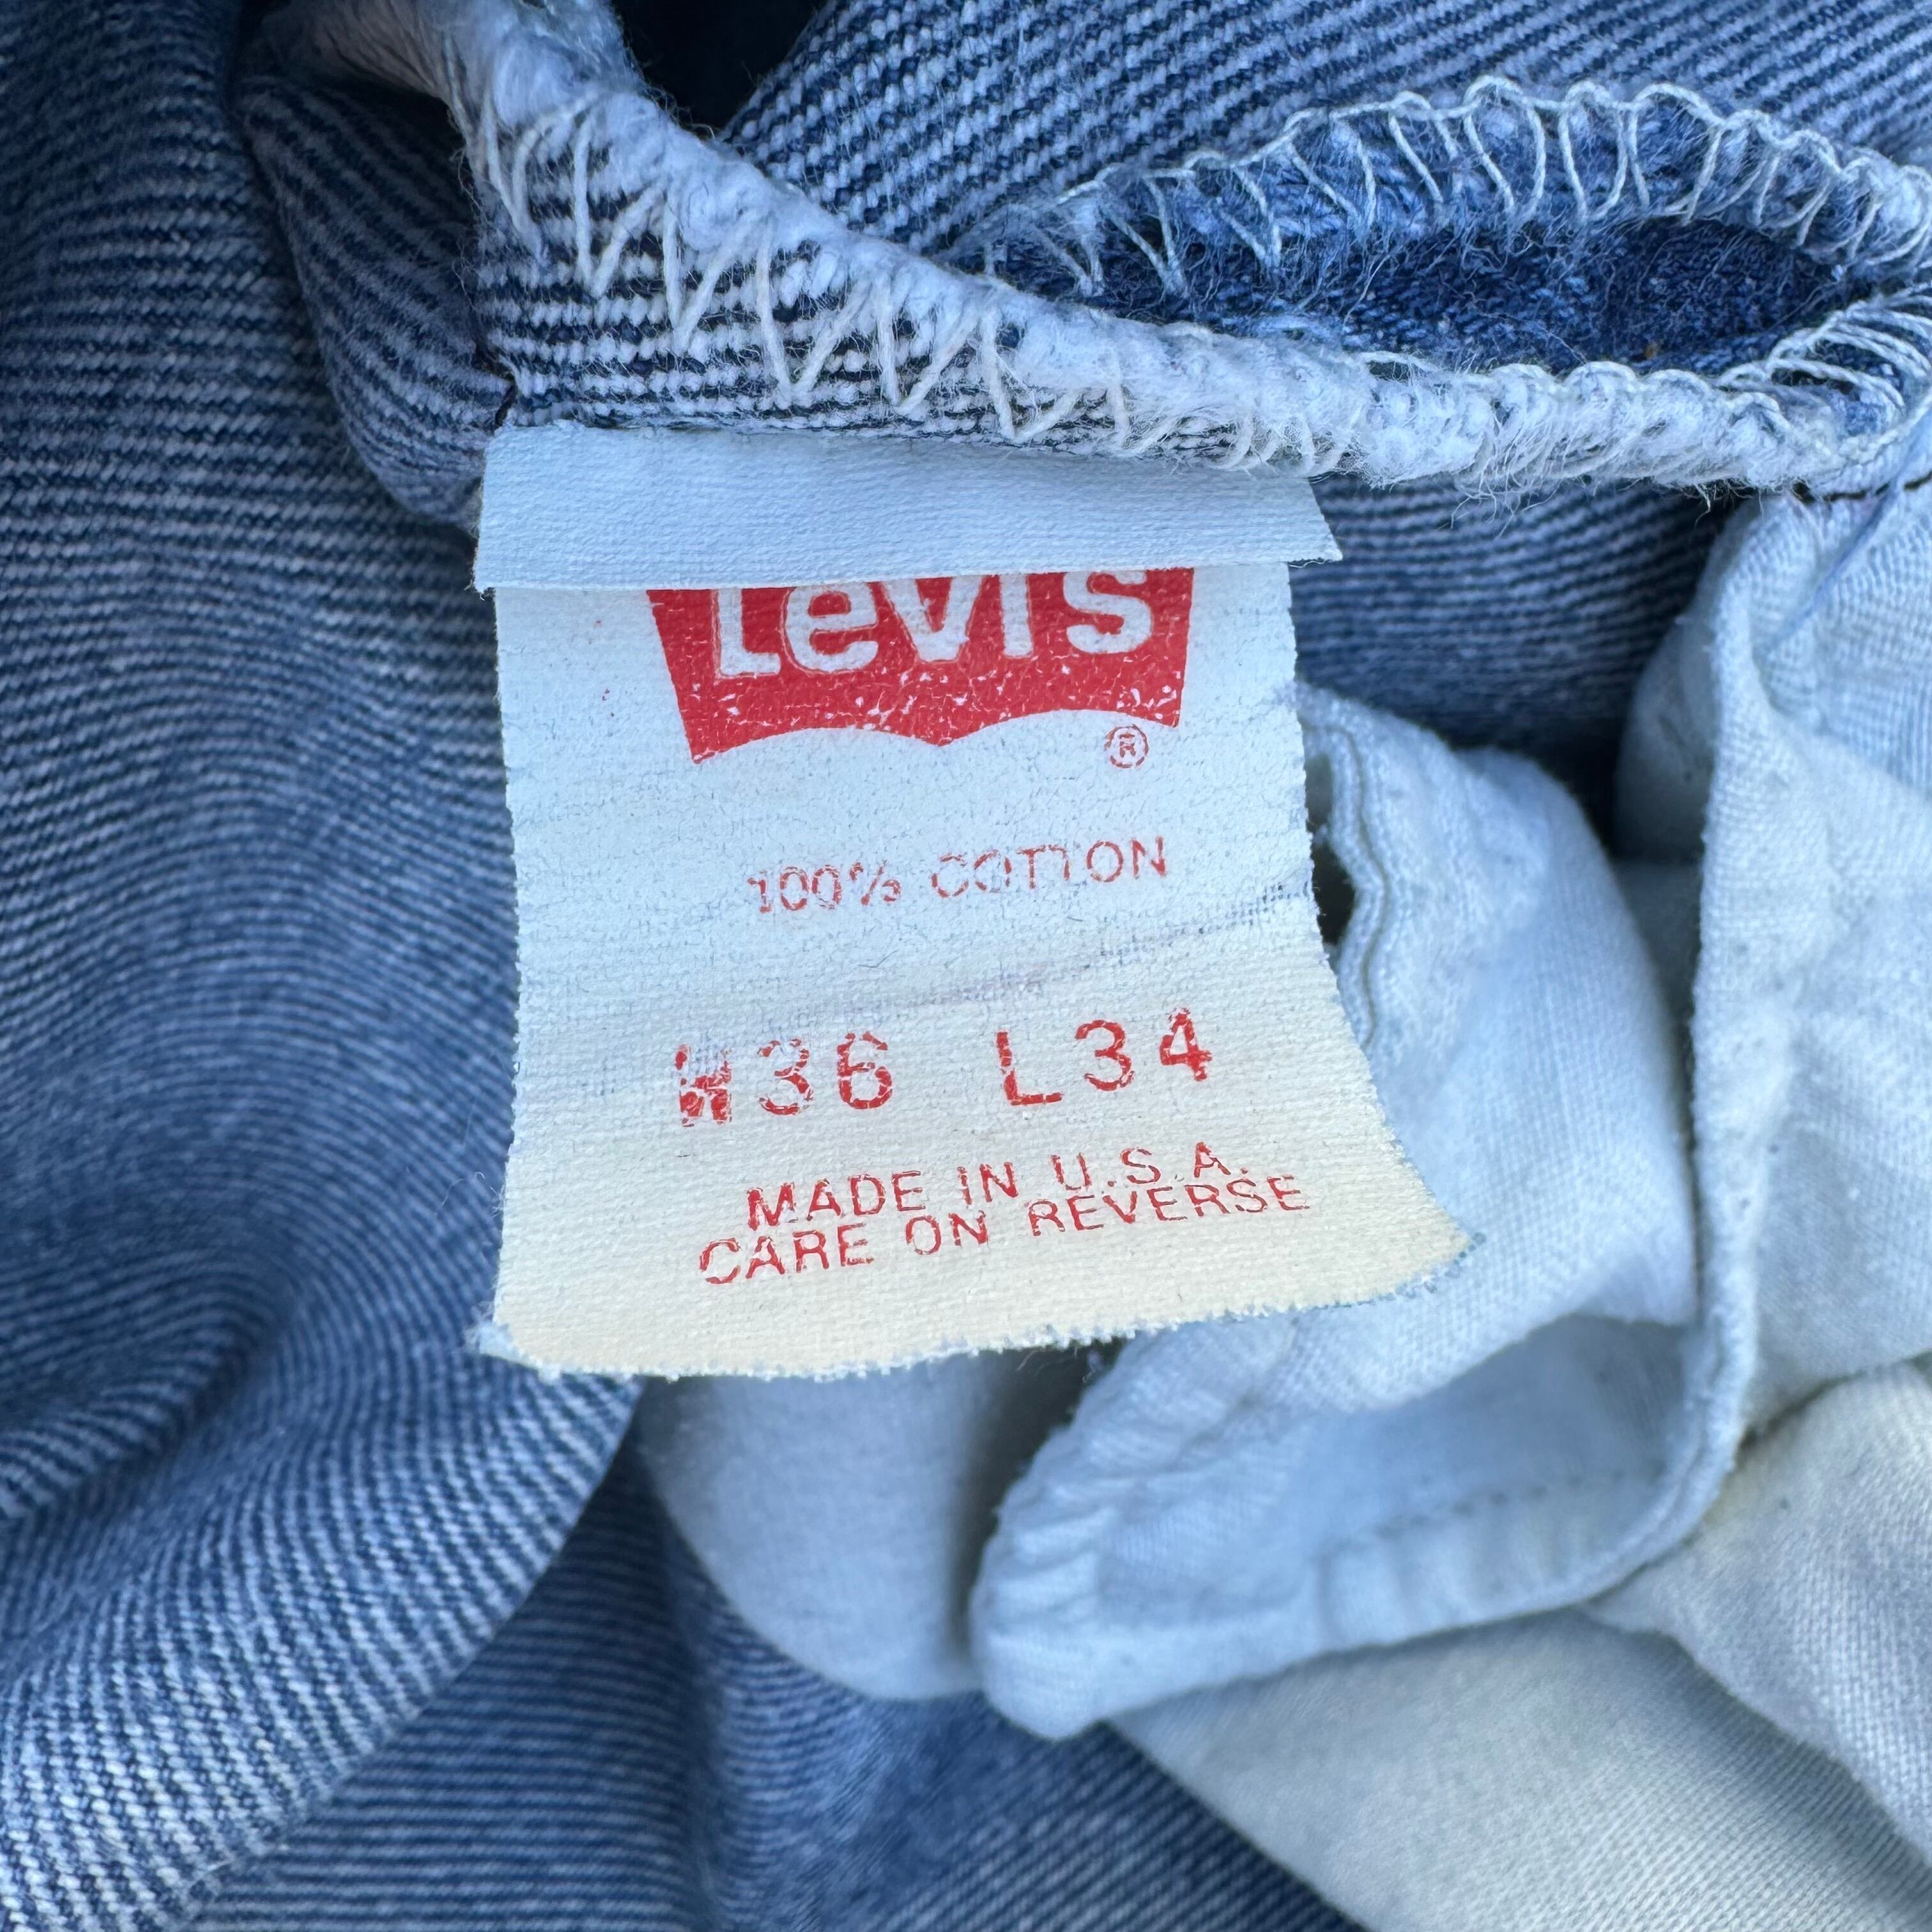 Levi's
®
100% COTTON
W36 L34
MADE IN U.S.A.
CARE ON REVERSE